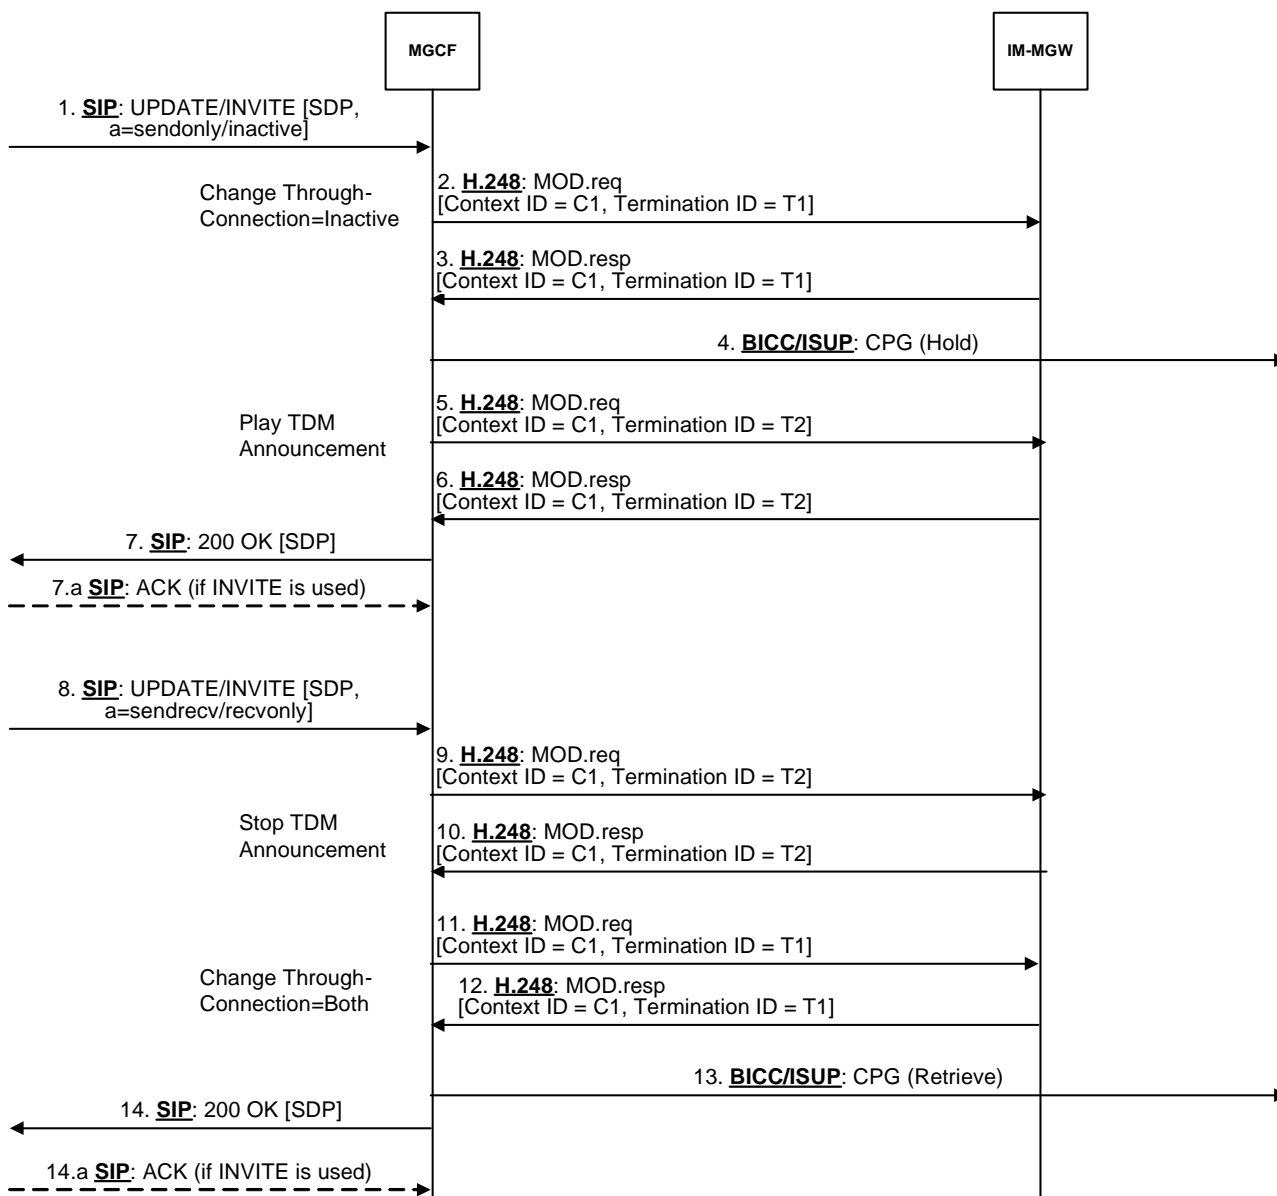 MGCF
IM-MGW
1. SIP: UPDATE/INVITE [SDP,
a=sendonly/inactive]
Change Through-
Connection=Inactive
2. H.248: MOD.req
[Context ID = C1, Termination ID = T1]
3. H.248: MOD.resp
[Context ID = C1, Termination ID = T1]
4. BICC/ISUP: CPG (Hold)
Play TDM
Announcement
5. H.248: MOD.req
[Context ID = C1, Termination ID = T2]
6. H.248: MOD.resp
[Context ID = C1, Termination ID = T2]
7. SIP: 200 OK [SDP]
7.a SIP: ACK (if INVITE is used)
8. SIP: UPDATE/INVITE [SDP,
a=sendrecv/recvonly]
9. H.248: MOD.req
[Context ID = C1, Termination ID = T2]
Stop TDM
Announcement
10. H.248: MOD.resp
[Context ID = C1, Termination ID = T2]
11. H.248: MOD.req
[Context ID = C1, Termination ID = T1]
Change Through-
Connection=Both
12. H.248: MOD.resp
[Context ID = C1, Termination ID = T1]
13. BICC/ISUP: CPG (Retrieve)
14. SIP: 200 OK [SDP]
14.a SIP: ACK (if INVITE is used)